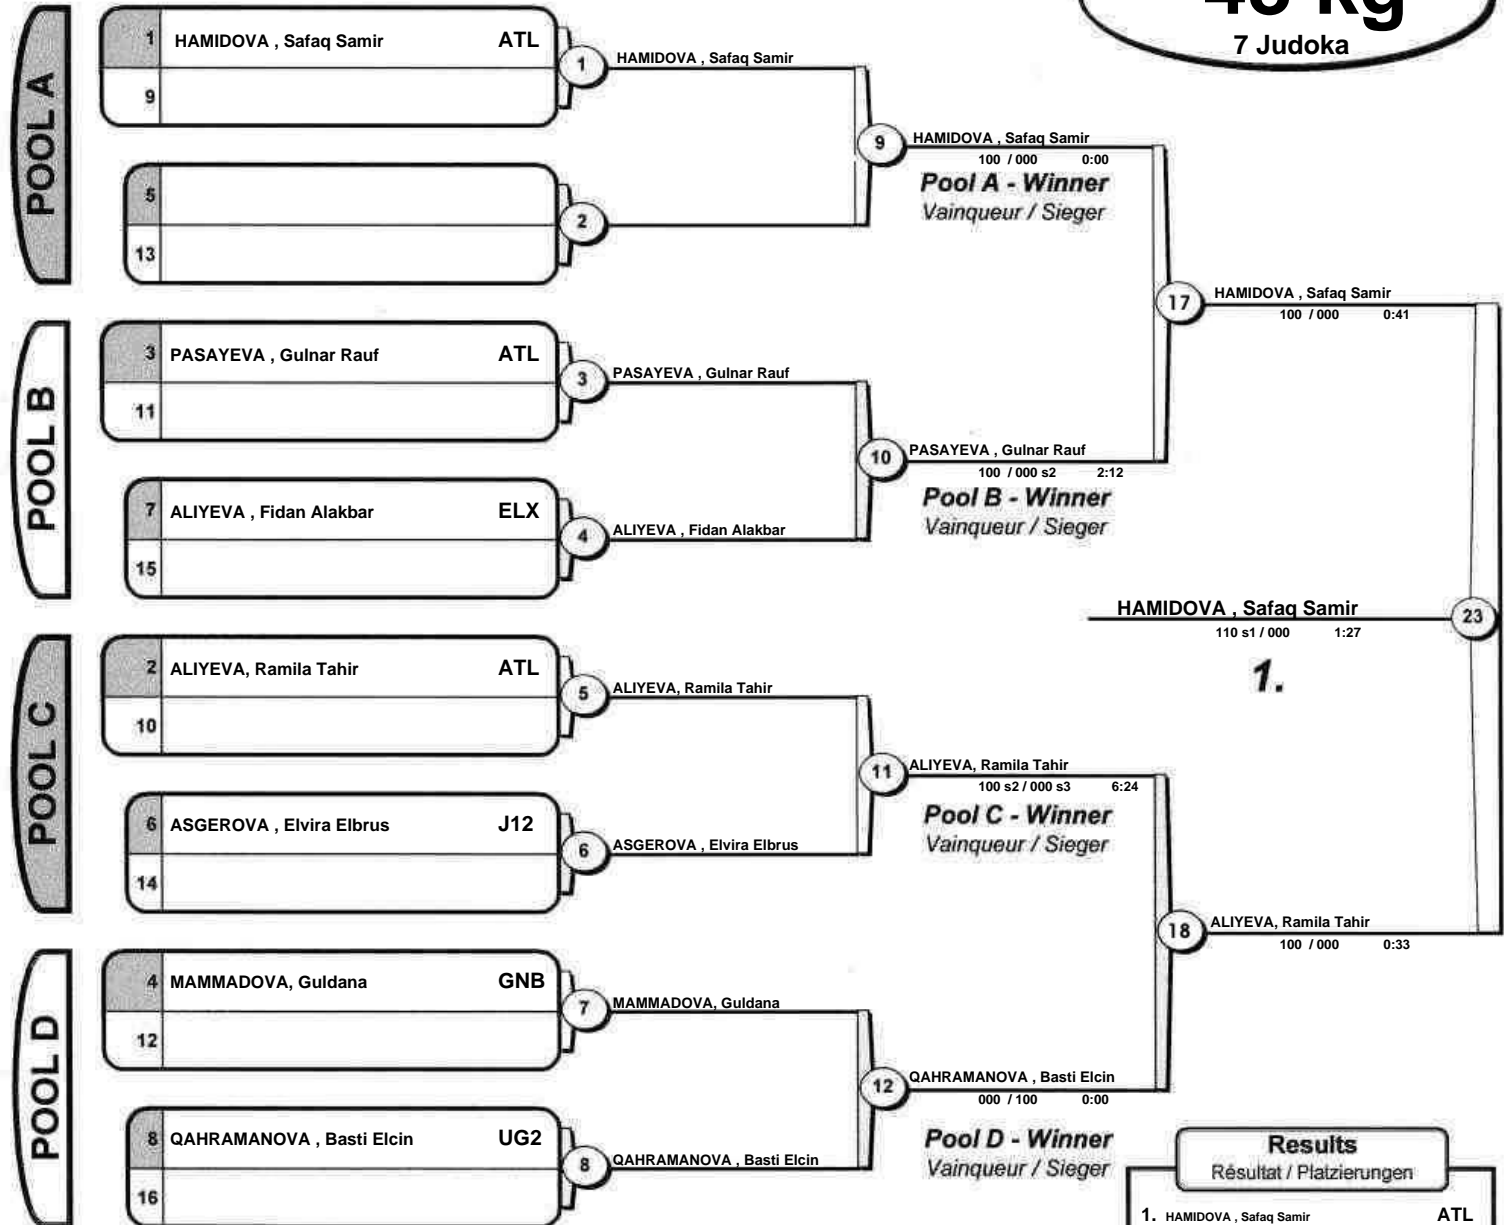 7 Judoka
POOL A
1 HAMIDOVA , Safaq Samir ATL
9
5
13
1 HAMIDOVA , Safaq Samir
2
9 HAMIDOVA , Safaq Samir
100 / 000 0:00
Pool A - Winner
Vainqueur / Sieger
POOL B
3 PASAYEVA , Gulnar Rauf ATL
11
7 ALIYEVA , Fidan Alakbar ELX
15
3 PASAYEVA , Gulnar Rauf
4 ALIYEVA , Fidan Alakbar
10 PASAYEVA , Gulnar Rauf
100 / 000 s2 2:12
Pool B - Winner
Vainqueur / Sieger
17 HAMIDOVA , Safaq Samir
100 / 000 0:41
HAMIDOVA , Safaq Samir 23
110 s1 / 000 1:27
1.
POOL C
2 ALIYEVA, Ramila Tahir ATL
10
6 ASGEROVA , Elvira Elbrus J12
14
5 ALIYEVA, Ramila Tahir
6 ASGEROVA , Elvira Elbrus
11 ALIYEVA, Ramila Tahir
100 s2 / 000 s3 6:24
Pool C - Winner
Vainqueur / Sieger
POOL D
4 MAMMADOVA, Guldana GNB
12
8 QAHRAMANOVA , Basti Elcin UG2
16
7 MAMMADOVA, Guldana
8 QAHRAMANOVA , Basti Elcin
12 QAHRAMANOVA , Basti Elcin
000 / 100 0:00
Pool D - Winner
Vainqueur / Sieger
18 ALIYEVA, Ramila Tahir
100 / 000 0:33
Results
Résultat / Platzierungen
1. HAMIDOVA , Safaq Samir ATL